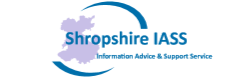 Shropshire IASS
Information Advice & Support Service